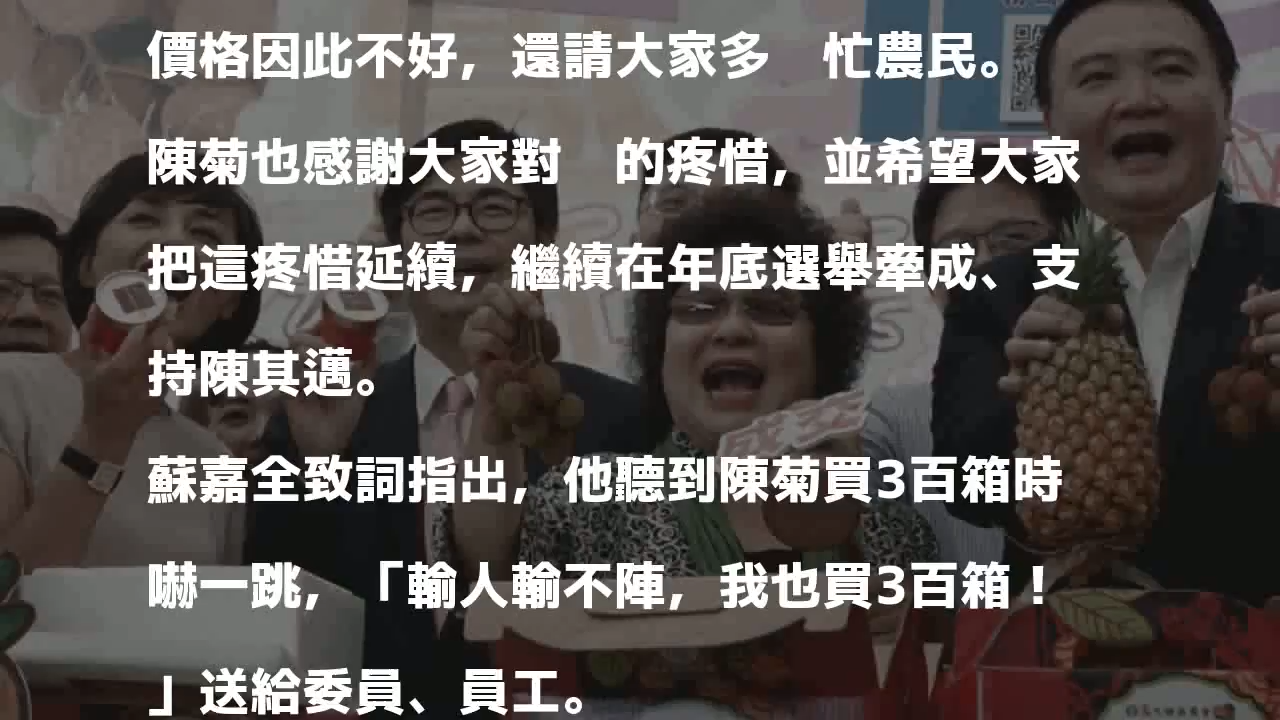 價格因此不好，還請大家多　忙農民。
陳菊也感謝大家對　的疼惜，並希望大家
把這疼惜延續，繼續在年底選舉牽成、支
持陳其邁。
蘇嘉全致詞指出，他聽到陳菊買3百箱時
嚇一跳，「輸人輸不陣，我也買3百箱！
」送給委員、員工。